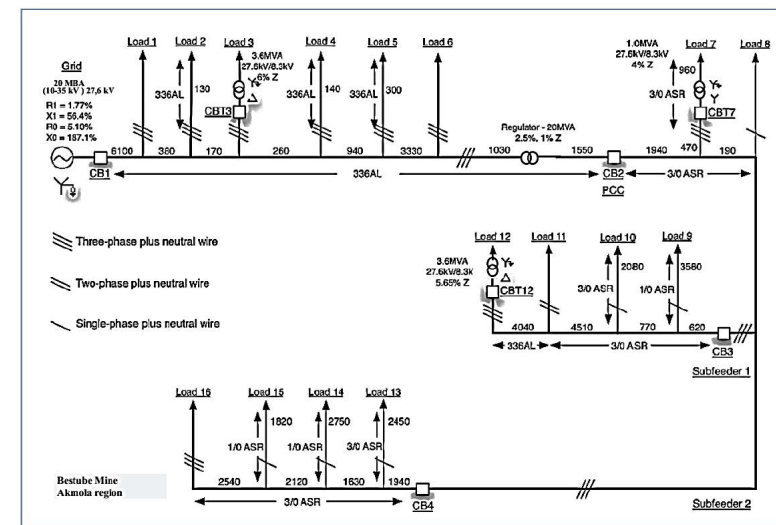 Load 1 Load 2 Load 3 Load 4 Load 5 Load 6 Load 7 Load 8
3.6MVA
27.6kV/8.3kV
6% Z
1.0MVA
27.6kV/8.3kV
4% Z
Grid
20 MBA
(10-35 kV ) 27,6 kV
R1 = 1.77%
X1 = 56.4%
R0 = 5.10%
X0 = 157.1%
336AL 130
CBT3
336AL 140
336AL 300
960
3/0 ASR
CBT7
Regulator - 20MVA
2.5%, 1% Z
6100 380 170 260 940 3330 1030 1550 1940 470 190
CB1 336AL CB2 3/0 ASR
PCC
Three-phase plus neutral wire
Two-phase plus neutral wire
Single-phase plus neutral wire
Load 12 Load 11 Load 10 Load 9
3.6MVA
27.6kV/8.3k
5.65% Z
CBT12
3/0 ASR 2080
1/0 ASR 3580
4040 4510 770 620
336AL 3/0 ASR CB3
Subfeeder 1
Load 16 Load 15 Load 14 Load 13
1820 2750 2450
1/0 ASR 1/0 ASR 3/0 ASR
2540 2120 1630 1940
3/0 ASR CB4
Bestube Mine
Akmola region
Subfeeder 2